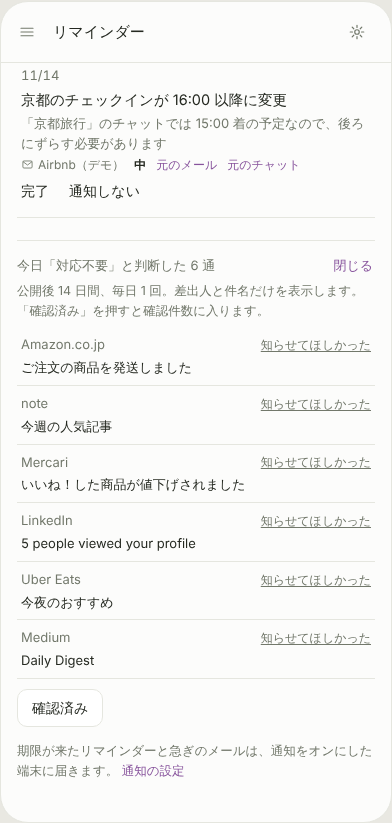 リマインダー
11/14
京都のチェックインが 16:00 以降に変更
「京都旅行」のチャットでは 15:00 着の予定なので、後ろ
にずらす必要があります
Airbnb（デモ） 中 元のメール 元のチャット
完了 通知しない
今日「対応不要」と判断した 6 通 閉じる
公開後 14 日間、毎日 1 回。差出人と件名だけを表示します。
「確認済み」を押すと確認件数に入ります。
Amazon.co.jp 知らせてほしかった
ご注文の商品を発送しました
note 知らせてほしかった
今週の人気記事
Mercari 知らせてほしかった
いいね！した商品が値下げされました
LinkedIn 知らせてほしかった
5 people viewed your profile
Uber Eats 知らせてほしかった
今夜のおすすめ
Medium 知らせてほしかった
Daily Digest
確認済み
期限が来たリマインダーと急ぎのメールは、通知をオンにした
端末に届きます。 通知の設定